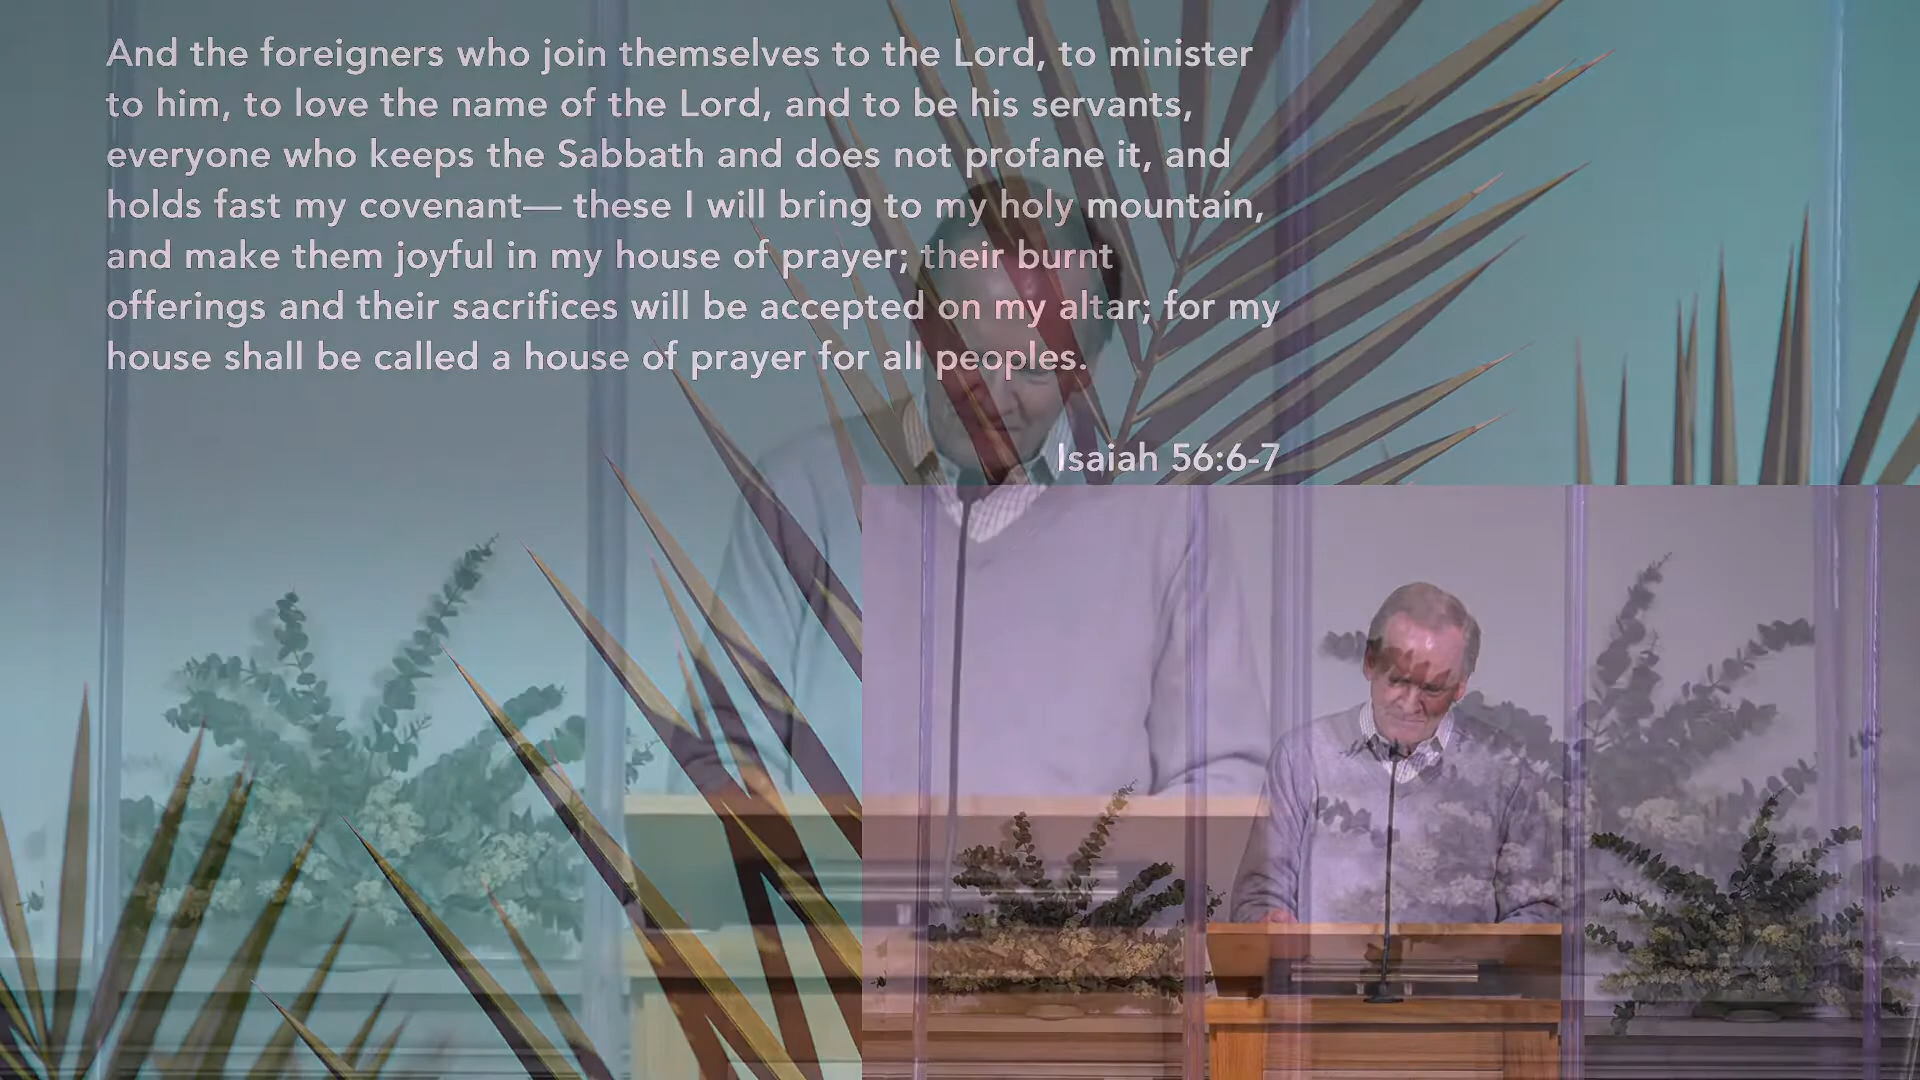 And the foreigners who join themselves to the Lord, to minister
to him, to love the name of the Lord, and to be his servants,
everyone who keeps the Sabbath and does not profane it, and
holds fast my covenant— these I will bring to my holy mountain,
and make them joyful in my house of prayer; their burnt
offerings and their sacrifices will be accepted on my altar; for my
house shall be called a house of prayer for all peoples.
Isaiah 56:6-7